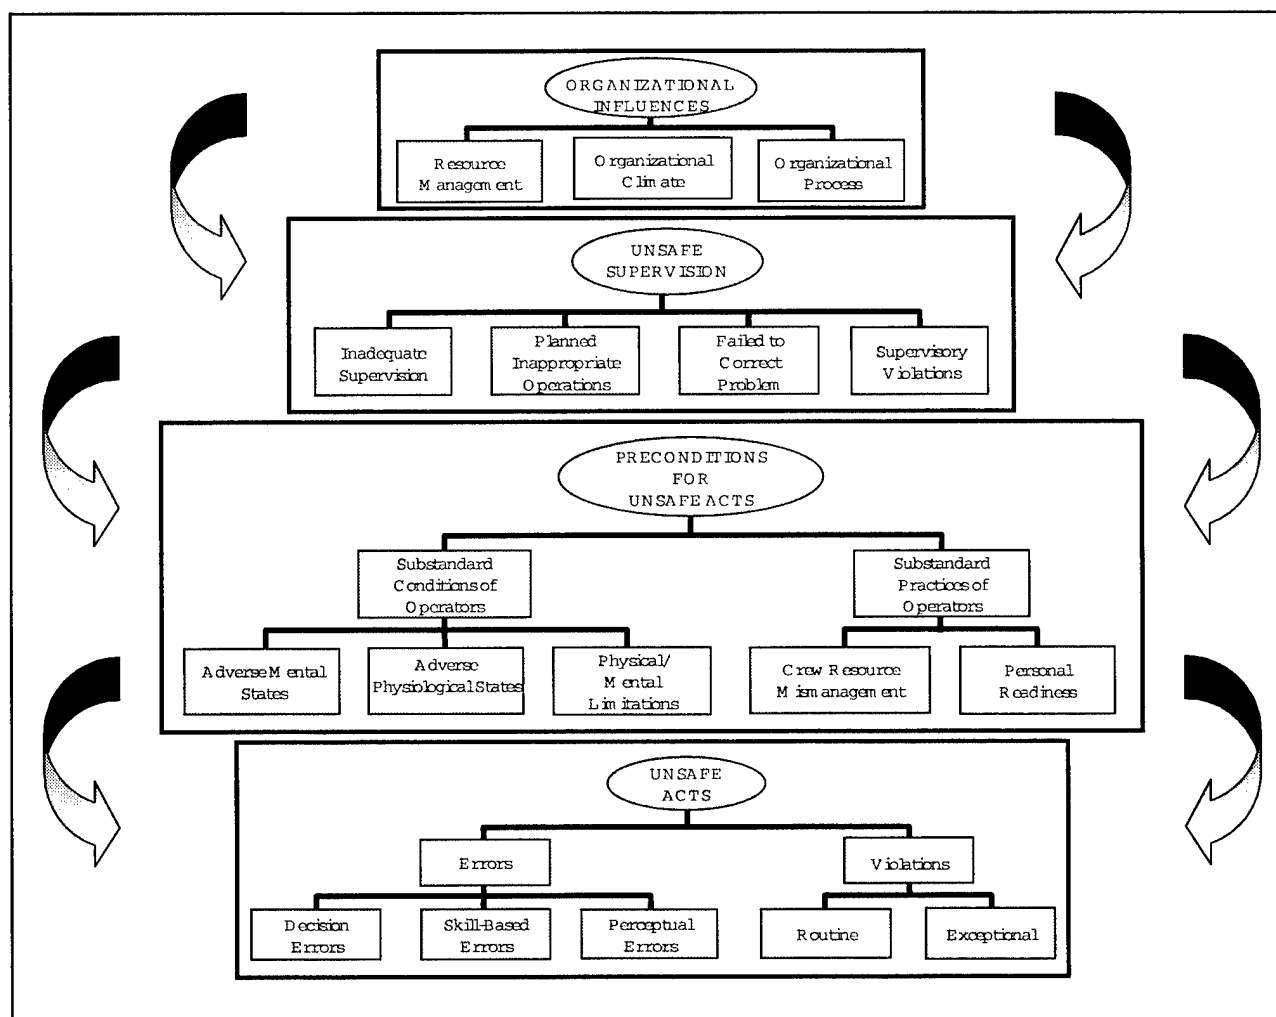 ORGANIZATIONAL
INFLUENCES
Resource
Management
Organizational
Climate
Organizational
Process
UNSAFE
SUPERVISION
Inadequate
Supervision
Planned
Inappropriate
Operations
Failed to
Correct
Problem
Supervisory
Violations
PRECONDITIONS
FOR
UNSAFE ACTS
Substandard
Conditions of
Operators
Substandard
Practices of
Operators
Adverse Mental
States
Adverse
Physiological States
Physical/
Mental
Limitations
Crew Resource
Mismanagement
Personal
Readiness
UNSAFE
ACTS
Errors
Violations
Decision
Errors
Skill-Based
Errors
Perceptual
Errors
Routine
Exceptional